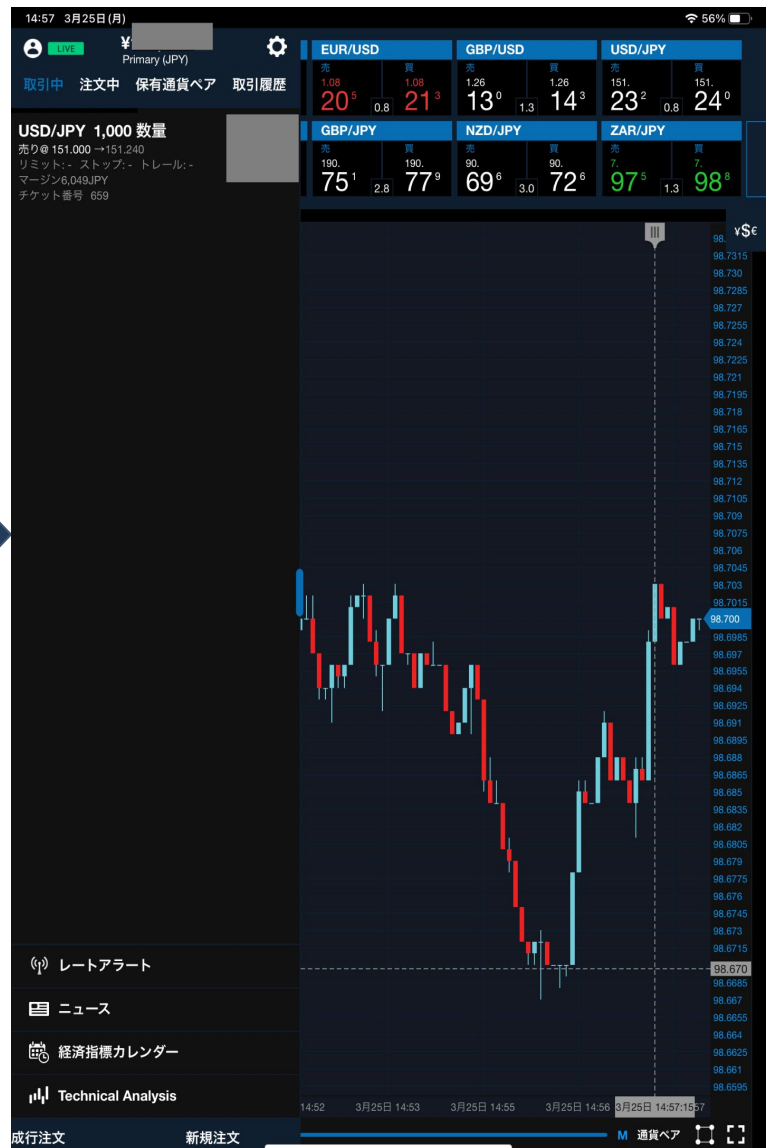 14:57 3月25日(月)
56%
LIVE
¥
Primary (JPY)
取引中 注文中 保有通貨ペア 取引履歴
USD/JPY 1,000 数量
売り@ 151.000 →151.240
リミット: - ストップ: - トレール: -
マージン6,049JPY
チケット番号 659
EUR/USD
売 買
1.08 1.08
20 5 0.8 21 3
GBP/USD
売 買
1.26 1.26
13 0 1.3 14 3
USD/JPY
売 買
151. 151.
23 2 0.8 24 0
GBP/JPY
売 買
190. 190.
75 1 2.8 77 9
NZD/JPY
売 買
90. 90.
69 6 3.0 72 6
ZAR/JPY
売 買
7. 7.
97 5 1.3 98 8
¥$€
98.
98.7315
98.730
98.7285
98.727
98.7255
98.724
98.7225
98.721
98.7195
98.718
98.7165
98.715
98.7135
98.712
98.7105
98.709
98.7075
98.706
98.7045
98.703
98.7015
98.700
98.6985
98.697
98.6955
98.694
98.6925
98.691
98.6895
98.688
98.6865
98.685
98.6835
98.682
98.6805
98.679
98.6775
98.676
98.6745
98.673
98.6715
98.670
98.6685
98.667
98.6655
98.664
98.6625
98.661
98.6595
レートアラート
ニュース
経済指標カレンダー
Technical Analysis
14:52 3月25日 14:53 3月25日 14:55 3月25日 14:56 3月25日 14:57:15 57
成行注文 新規注文
M 通貨ペア